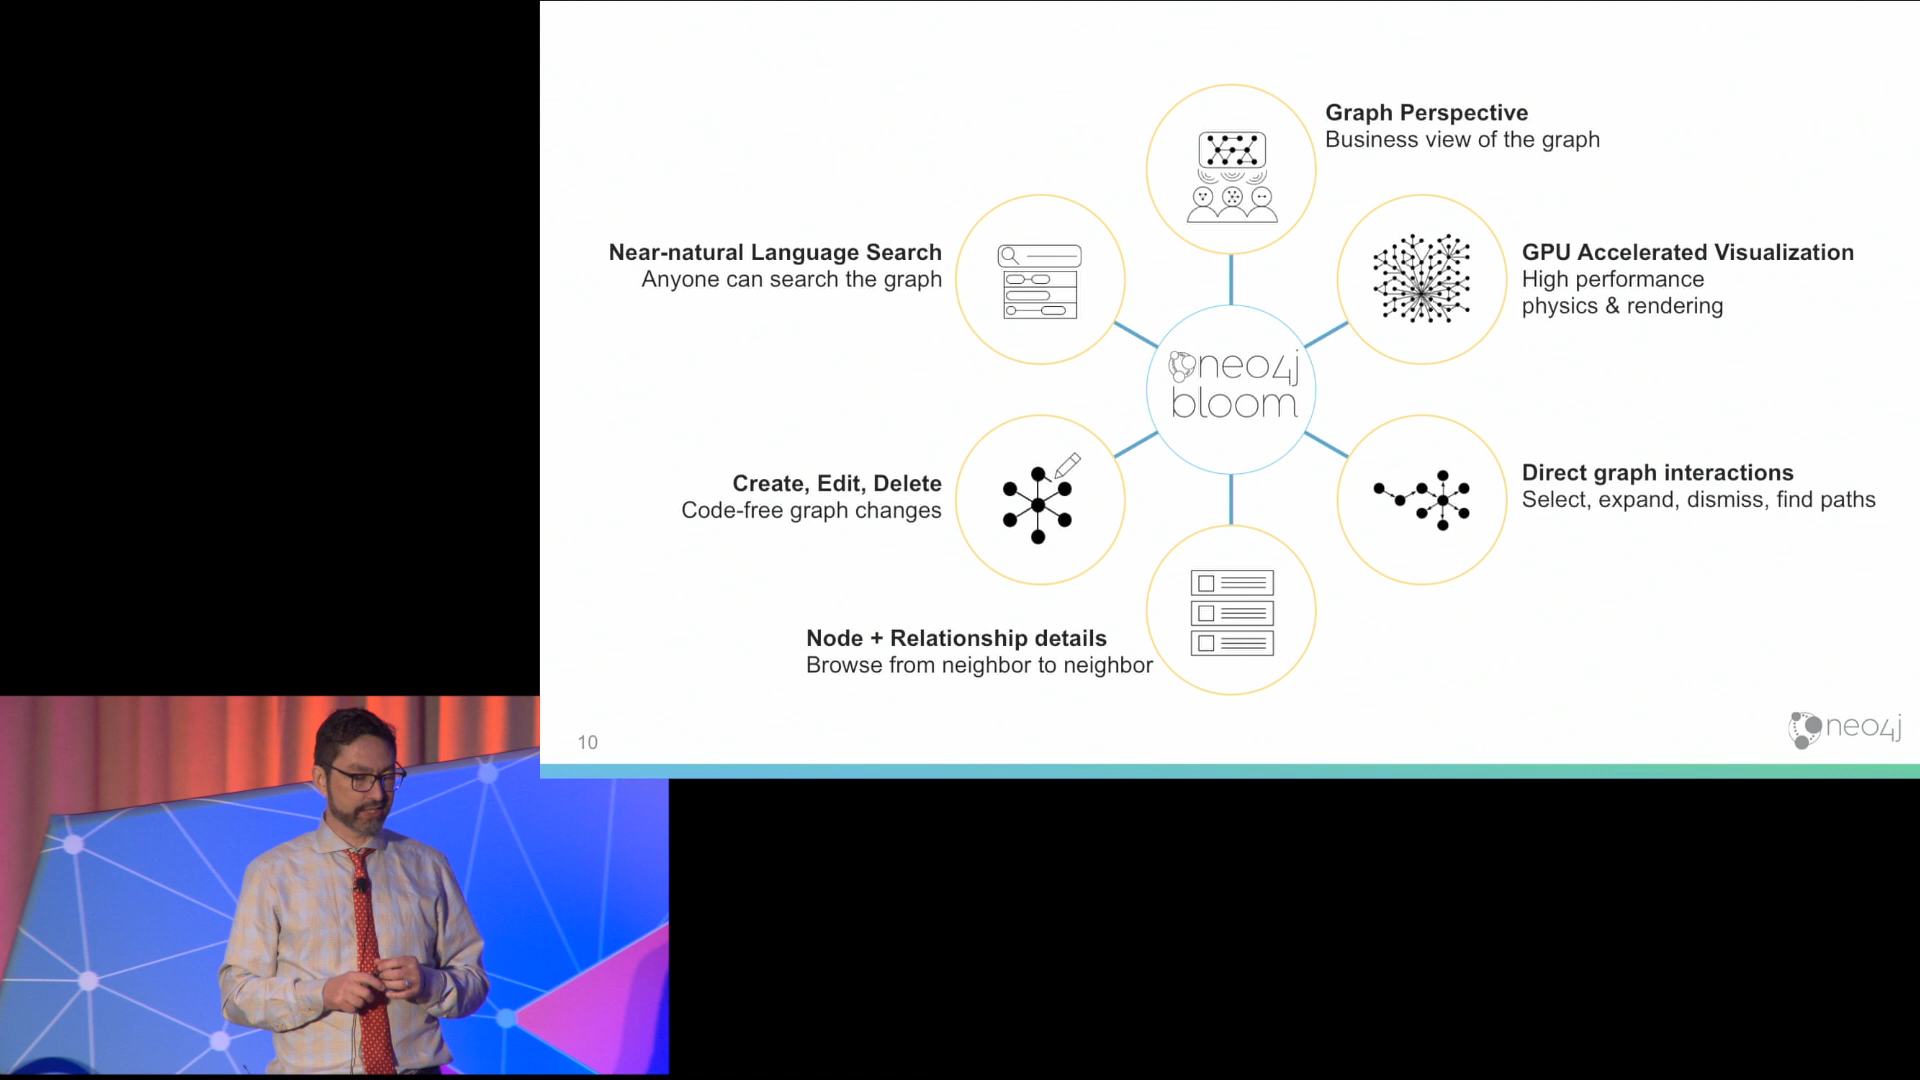 Graph Perspective
Business view of the graph
Near-natural Language Search
Anyone can search the graph
GPU Accelerated Visualization
High performance
physics & rendering
neo4j
bloom
Create, Edit, Delete
Code-free graph changes
Direct graph interactions
Select, expand, dismiss, find paths
Node + Relationship details
Browse from neighbor to neighbor
10
neo4j